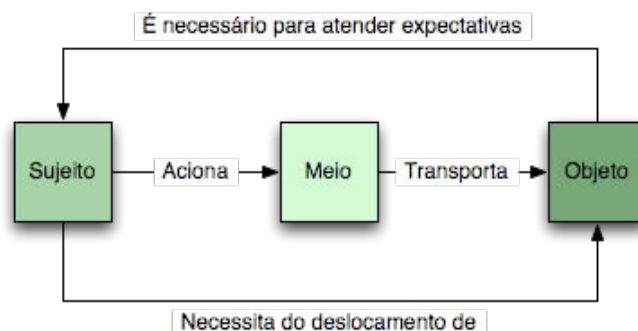 É necessário para atender expectativas
Sujeito
Aciona
Meio
Transporta
Objeto
Necessita do deslocamento de